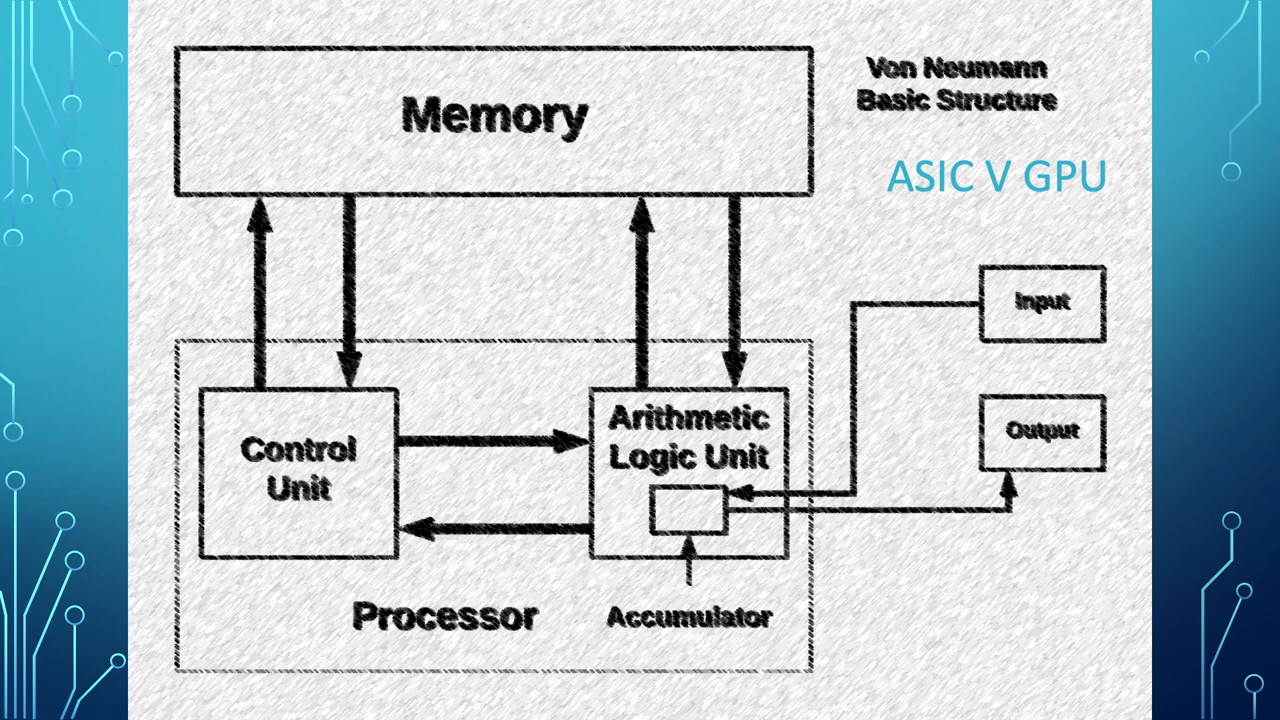 Memory
Von Neumann
Basic Structure
ASIC V GPU
Input
Output
Control
Unit
Arithmetic
Logic Unit
Processor
Accumulator